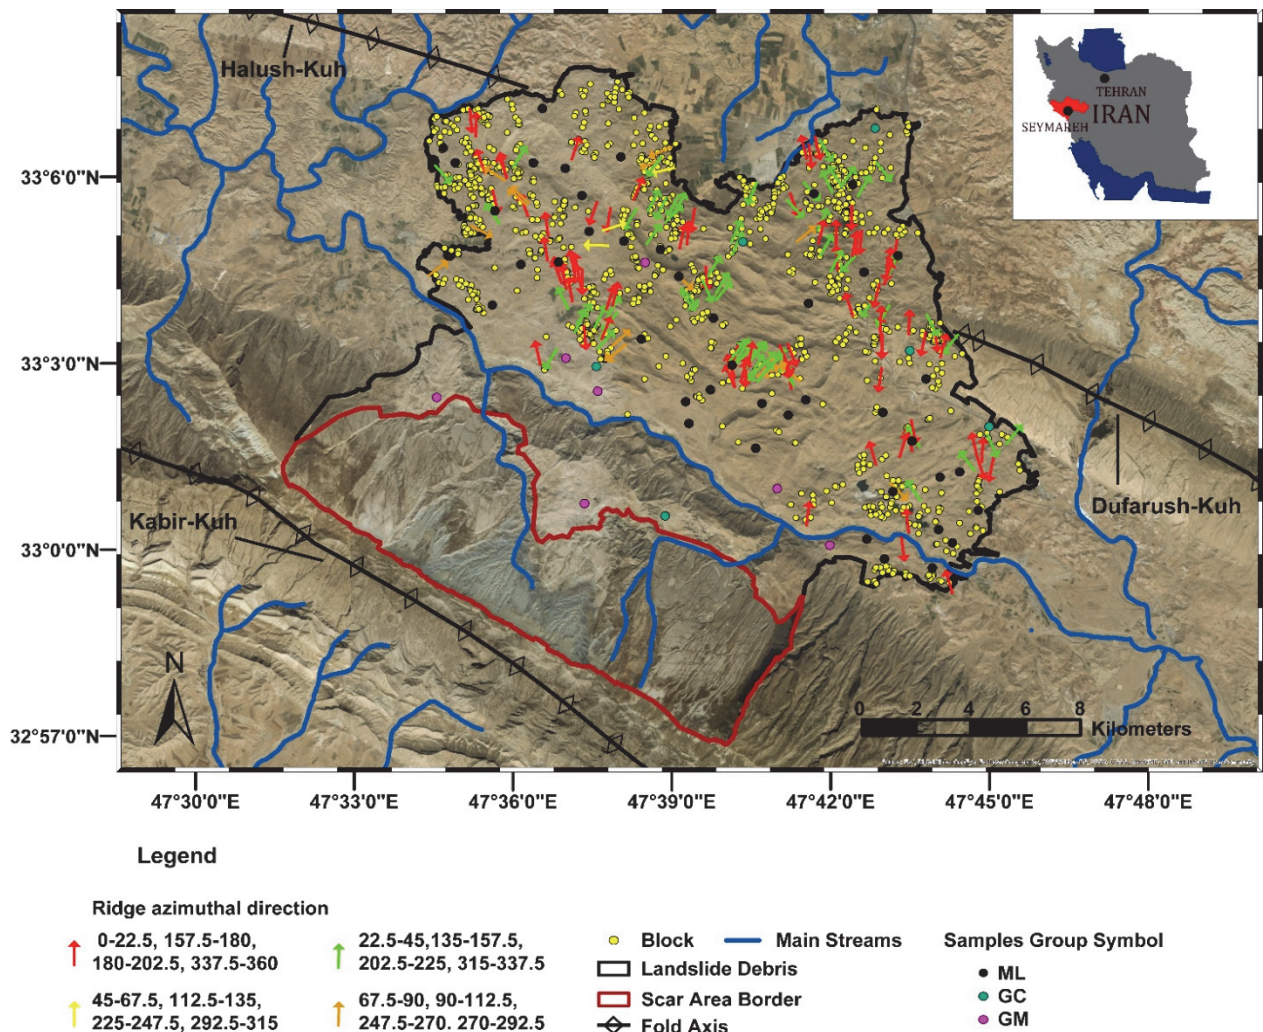 Halush-Kuh
TEHRAN
IRAN
SEYMAREH
33°6'0"N
33°3'0"N
33°0'0"N
32°57'0"N
Kabir-Kuh
Dufarush-Kuh
N
0 2 4 6 8
Kilometers
47°30'0"E 47°33'0"E 47°36'0"E 47°39'0"E 47°42'0"E 47°45'0"E 47°48'0"E
Legend
Ridge azimuthal direction
0-22.5, 157.5-180,
180-202.5, 337.5-360
22.5-45,135-157.5,
202.5-225, 315-337.5
45-67.5, 112.5-135,
225-247.5, 292.5-315
67.5-90, 90-112.5,
247.5-270. 270-292.5
Block Main Streams
Landslide Debris
Scar Area Border
Fold Axis
Samples Group Symbol
ML
GC
GM